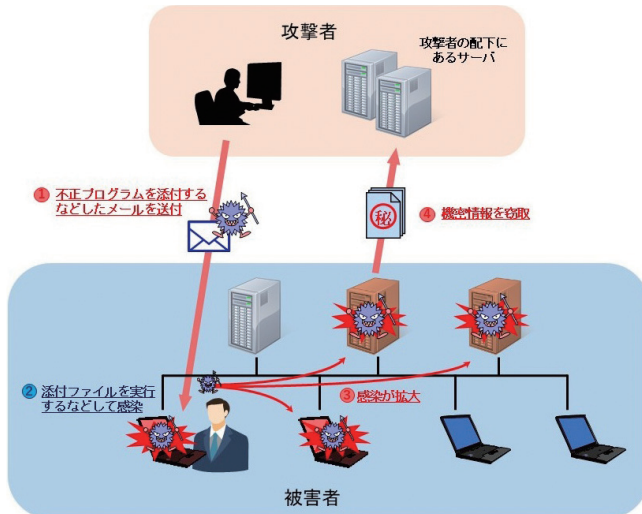 攻撃者
攻撃者の配下に
あるサーバ
① 不正プログラムを添付する
などしたメールを送付
秘
④ 機密情報を窃取
② 添付ファイルを実行
するなどして感染
③ 感染が拡大
被害者